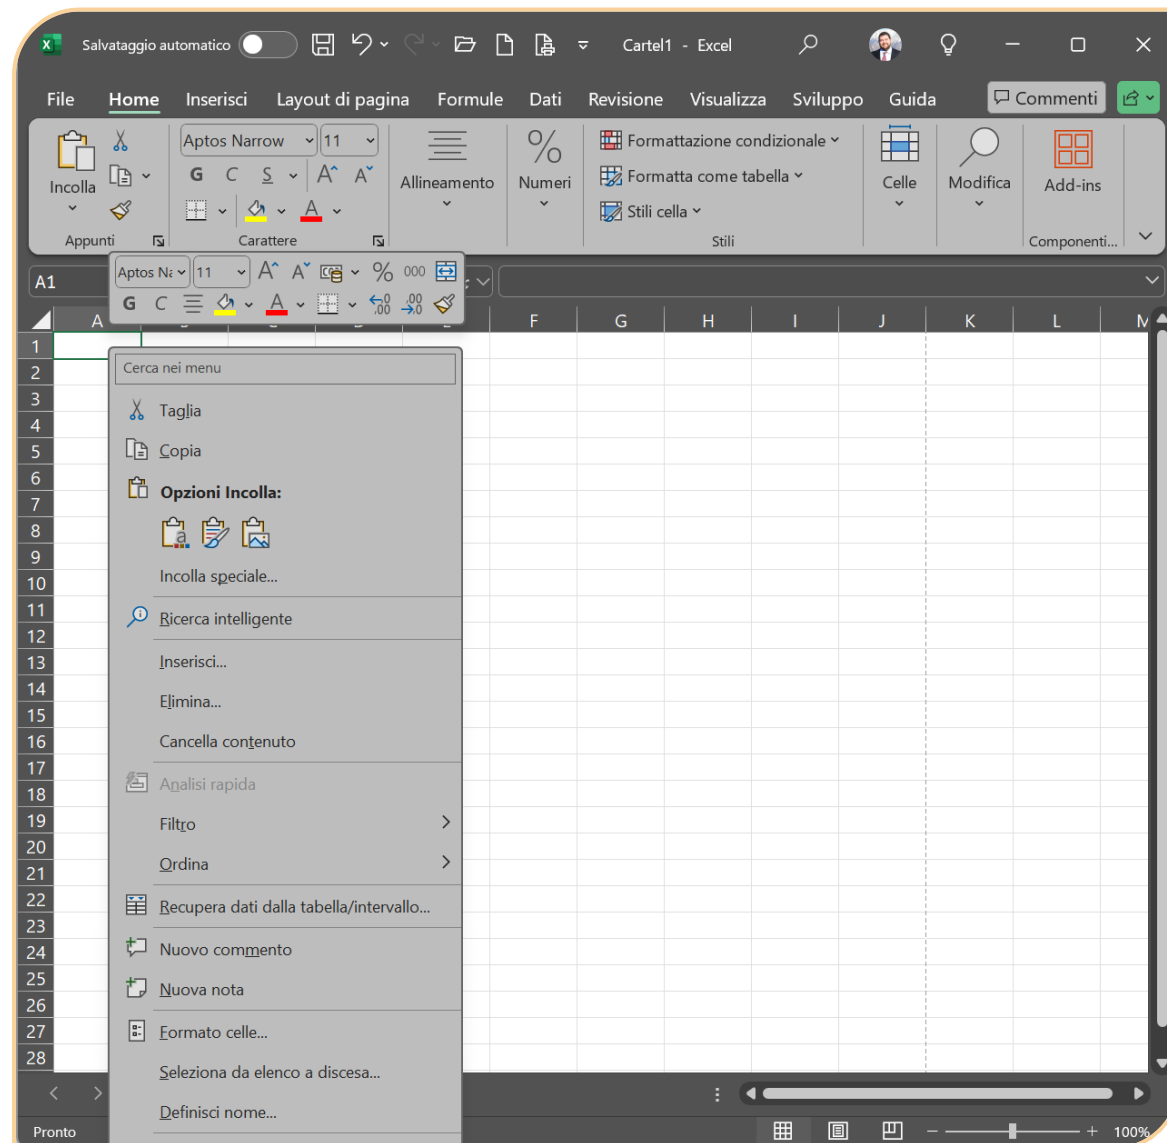 Salvataggio automatico Cartel1 - Excel
File Home Inserisci Layout di pagina Formule Dati Revisione Visualizza Sviluppo Guida Commenti
Incolla
Aptos Narrow 11
G C S A A
Allineamento
% Numeri
Formattazione condizionale
Formatta come tabella
Stili cella
Celle
Modifica
Add-ins
Appunti Carattere Stili Componenti...
Aptos Na 11 A A % 000
G C A
A1
A F G H I J K L
1
2
3
4
5
6
7
8
9
10
11
12
13
14
15
16
17
18
19
20
21
22
23
24
25
26
27
28
Cerca nei menu
Taglia
Copia
Opzioni Incolla:
Incolla speciale...
Ricerca intelligente
Inserisci...
Elimina...
Cancella contenuto
Analisi rapida
Filtro
Ordina
Recupera dati dalla tabella/intervallo...
Nuovo commento
Nuova nota
Formato celle...
Seleziona da elenco a discesa...
Definisci nome...
Pronto 100%